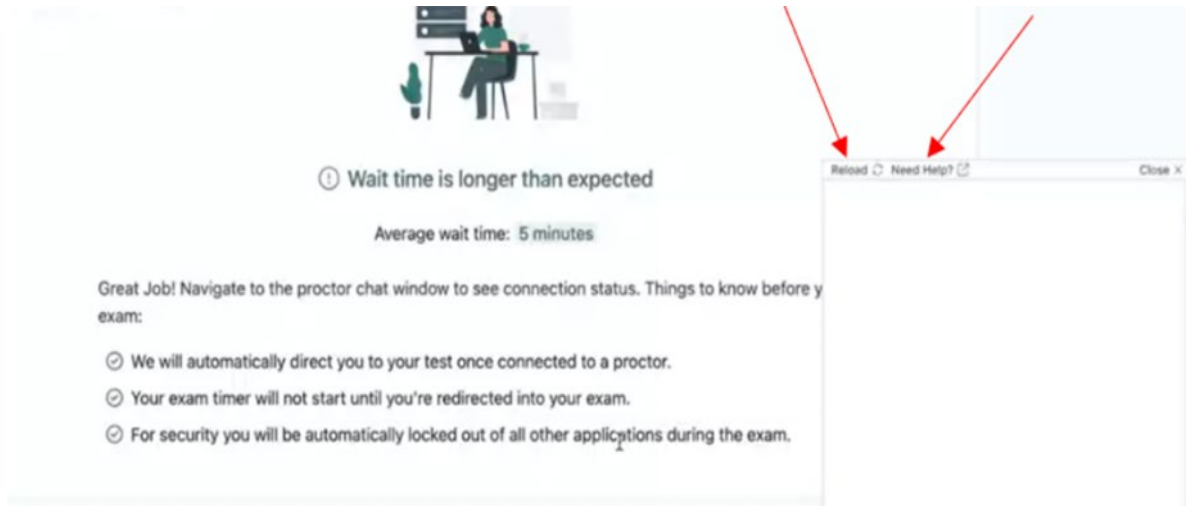 Wait time is longer than expected
Average wait time: 5 minutes
Great Job! Navigate to the proctor chat window to see connection status. Things to know before y
exam:
We will automatically direct you to your test once connected to a proctor.
Your exam timer will not start until you're redirected into your exam.
For security you will be automatically locked out of all other applications during the exam.
Reload Need Help? Close X